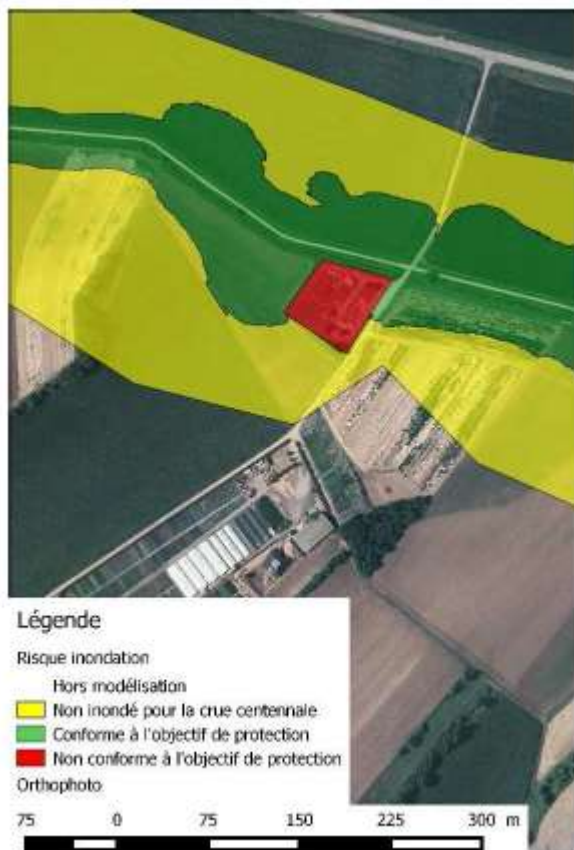 Légende
Risque inondation
Hors modélisation
Non inondé pour la crue centennale
Conforme à l'objectif de protection
Non conforme à l'objectif de protection
Orthophoto
75 0 75 150 225 300 m